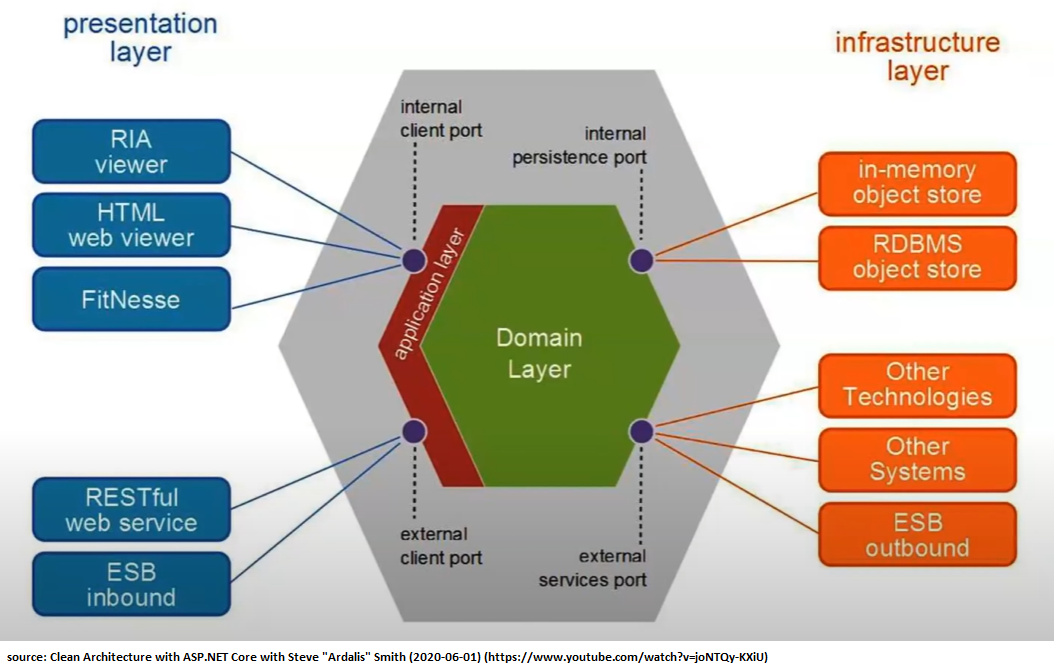 presentation
layer
infrastructure
layer
internal
client port
internal
persistence port
RIA
viewer
HTML
web viewer
FitNesse
in-memory
object store
RDBMS
object store
application layer
Domain
Layer
Other
Technologies
Other
Systems
ESB
outbound
RESTful
web service
ESB
inbound
external
client port
external
services port
source: Clean Architecture with ASP.NET Core with Steve "Ardalis" Smith (2020-06-01) (https://www.youtube.com/watch?v=joNTQy-KXiU)